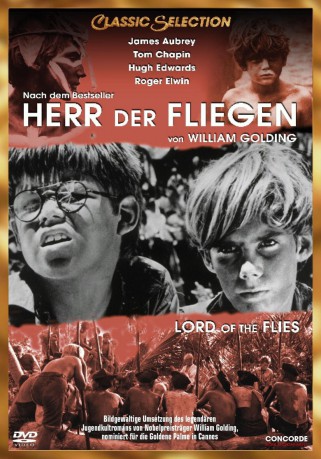 Classic Selection
James Aubrey
Tom Chapin
Hugh Edwards
Roger Elwin
Nach dem Bestseller
HERR DER FLIEGEN
von WILLIAM GOLDING
LORD OF THE FLIES
Bildgewaltige Umsetzung des legendären
Jugendkultromans von Nobelpreisträger William Golding,
nominiert für die Goldene Palme in Cannes
DVD
VIDEO
CONCORDE